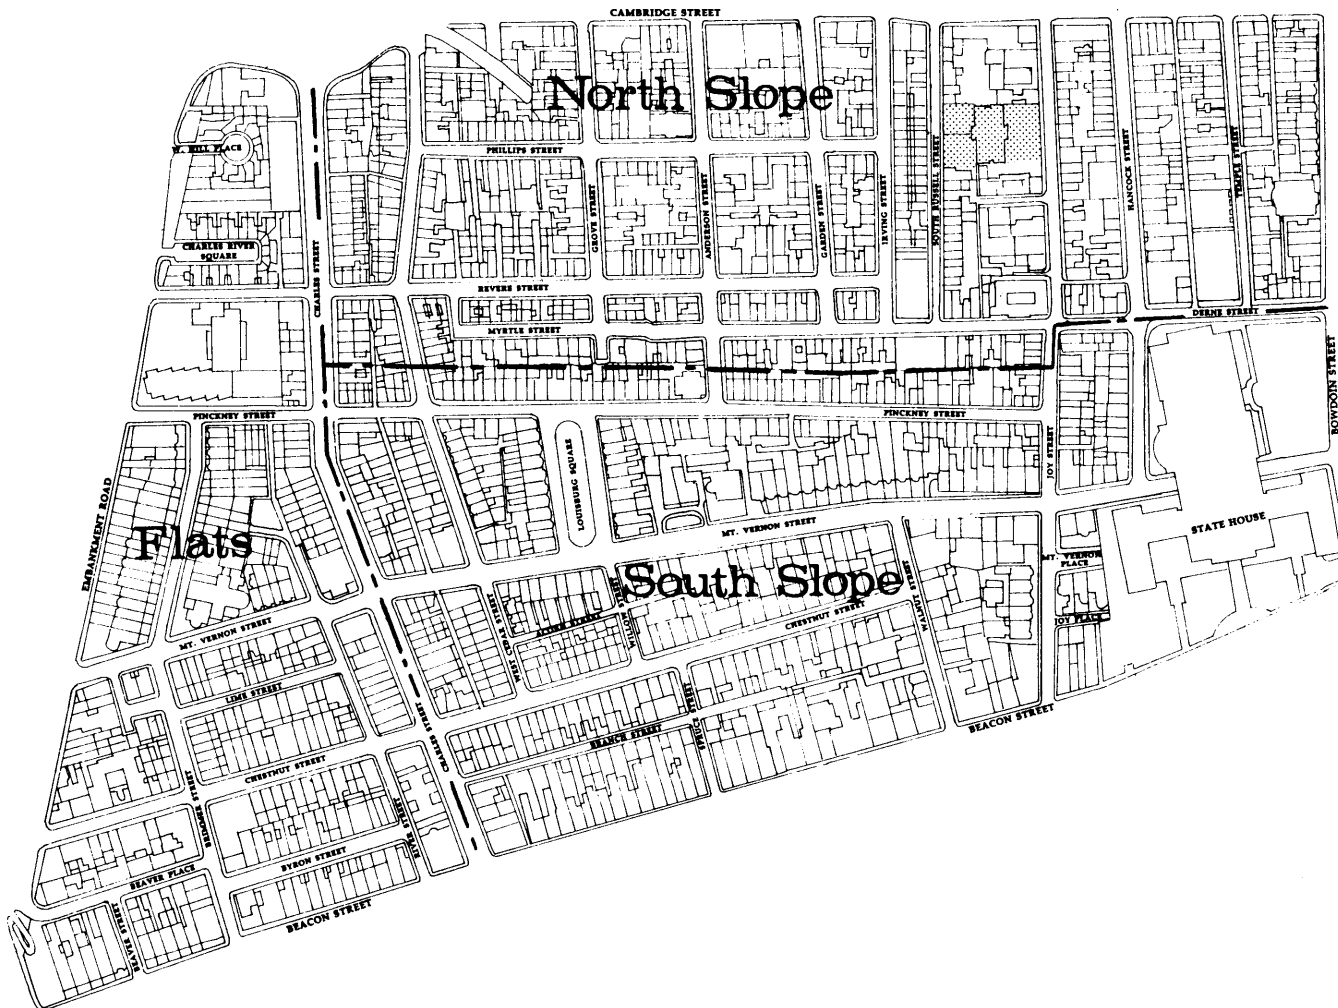 CAMBRIDGE STREET
North Slope
W. HILL PLACE
PHILLIPS STREET
GROVE STREET
ANDERSON STREET
GARDEN STREET
IRVING STREET
SOUTH RUSSELL STREET
HANCOCK STREET
TEMPLE STREET
CHARLES RIVER
SQUARE
CHARLES STREET
REVERE STREET
MYRTLE STREET
DERNE STREET
BOWDOIN STREET
PINCKNEY STREET
PINCKNEY STREET
JOY STREET
LOUISBURG SQUARE
EMBANKMENT ROAD
Flats
MT. VERNON STREET
STATE HOUSE
MT. VERNON
PLACE
South Slope
WALNUT STREET
WEST CEDAR STREET
ACORN STREET
WILLOW STREET
CHESTNUT STREET
JOY PLACE
MT. VERNON STREET
LIME STREET
CHARLES STREET
SPRUCE STREET
BRANCH STREET
BEACON STREET
CHESTNUT STREET
BRIMMER STREET
RIVER STREET
BYRON STREET
BEAVER PLACE
BEAVER STREET
BEACON STREET